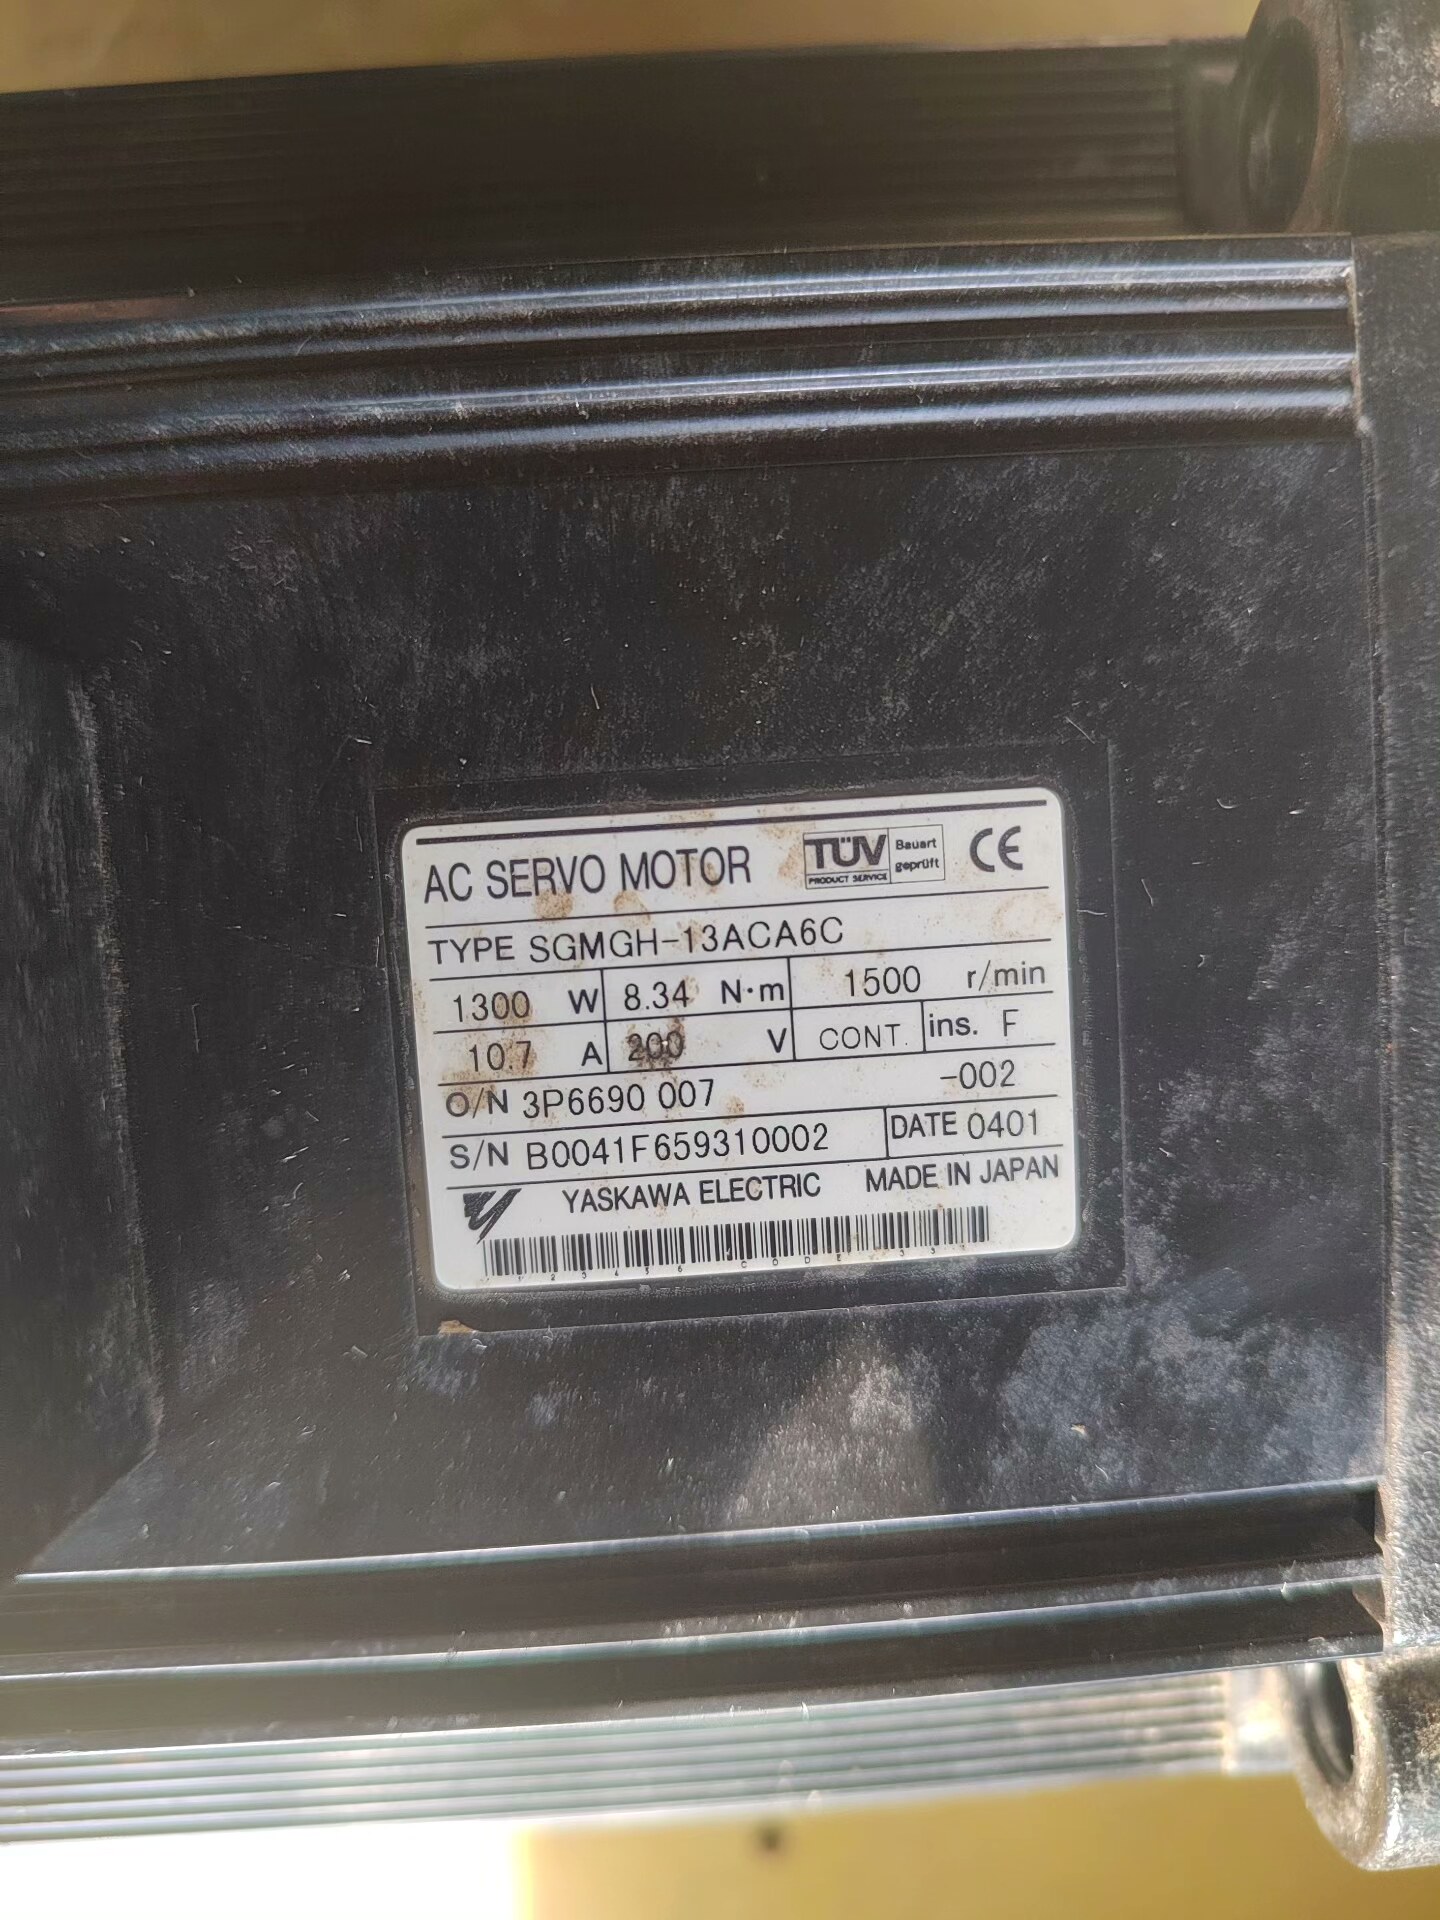 AC SERVO MOTOR TÜV PRODUCT SERVICE Bauart geprüft CE
TYPE SGMGH-13ACA6C
1300 W 8.34 N·m 1500 r/min
10.7 A 200 V CONT. ins. F
O/N 3P6690 007 -002
S/N B0041F659310002 DATE 0401
YASKAWA ELECTRIC MADE IN JAPAN